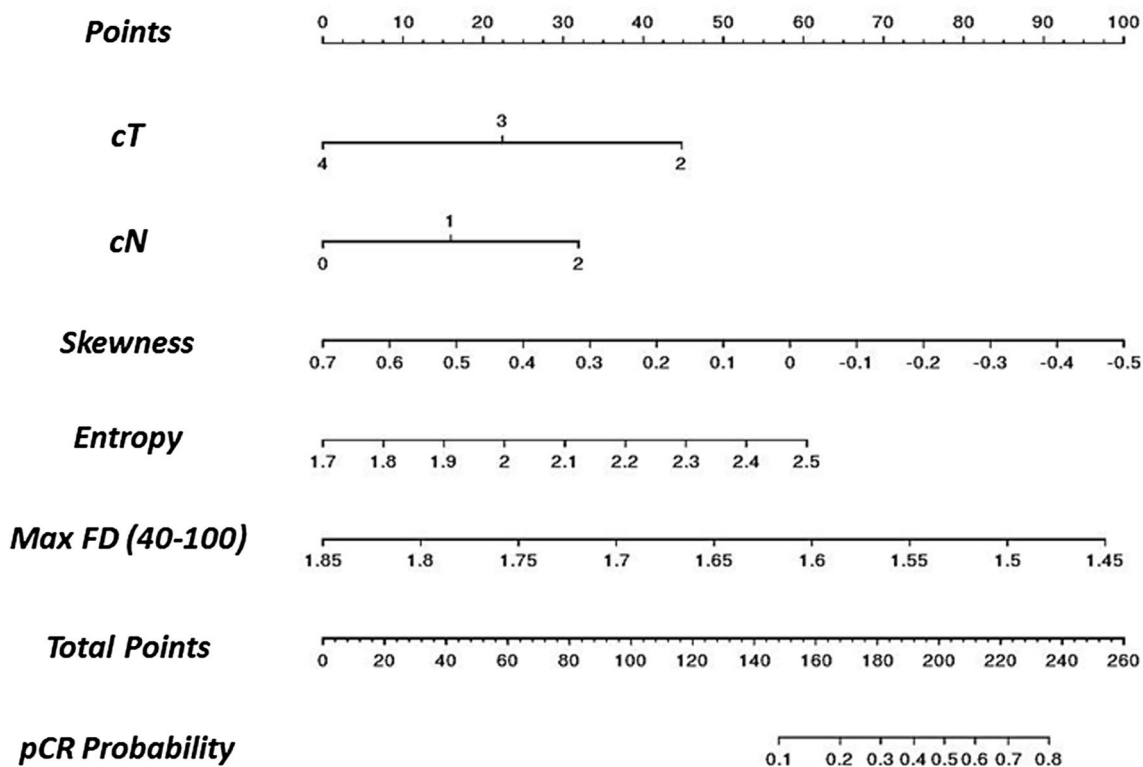 Points 0 10 20 30 40 50 60 70 80 90 100
3
cT
4 2
1
cN
0 2
Skewness
0.7 0.6 0.5 0.4 0.3 0.2 0.1 0 -0.1 -0.2 -0.3 -0.4 -0.5
Entropy
1.7 1.8 1.9 2 2.1 2.2 2.3 2.4 2.5
Max FD (40-100)
1.85 1.8 1.75 1.7 1.65 1.6 1.55 1.5 1.45
Total Points
0 20 40 60 80 100 120 140 160 180 200 220 240 260
pCR Probability
0.1 0.2 0.3 0.4 0.5 0.6 0.7 0.8